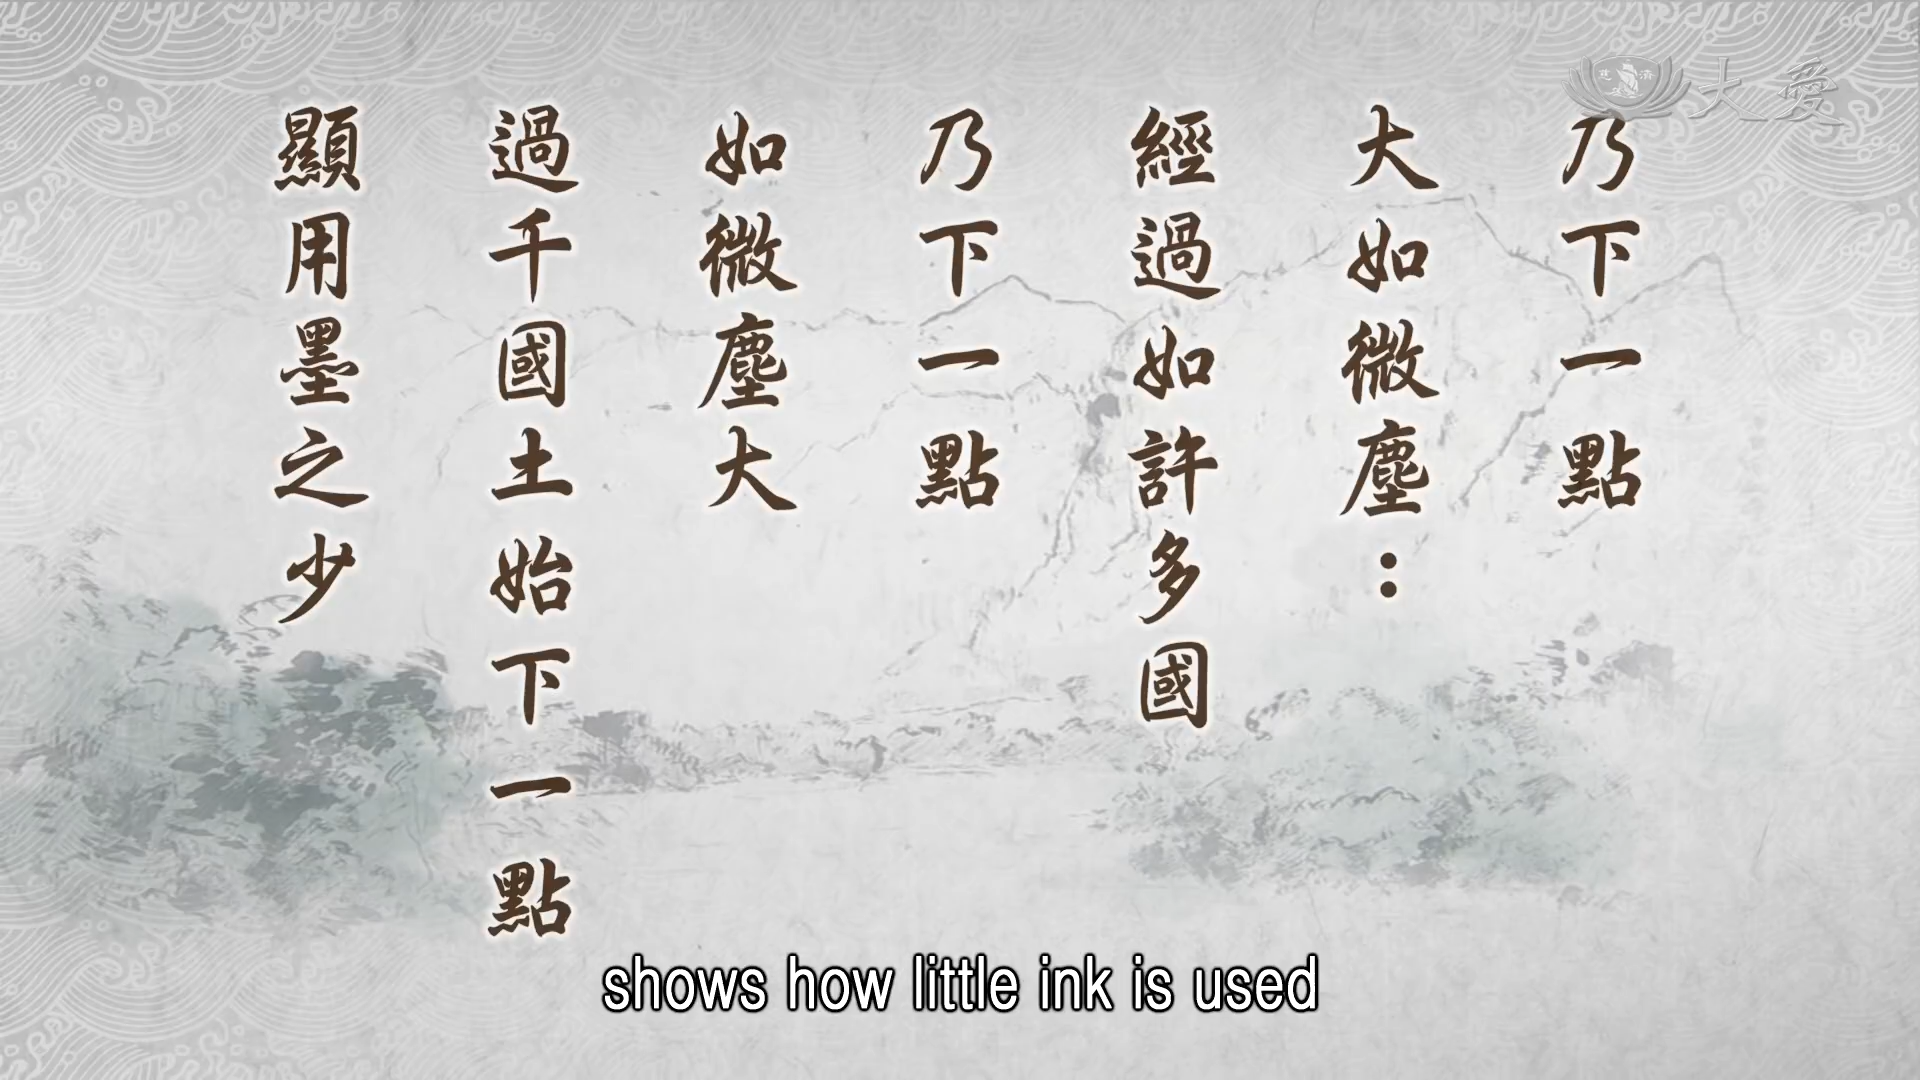 大愛
慈濟
乃下一點
大如微塵：
經過如許多國
乃下一點
如微塵大
過千國土始下一點
顯用墨之少
shows how little ink is used